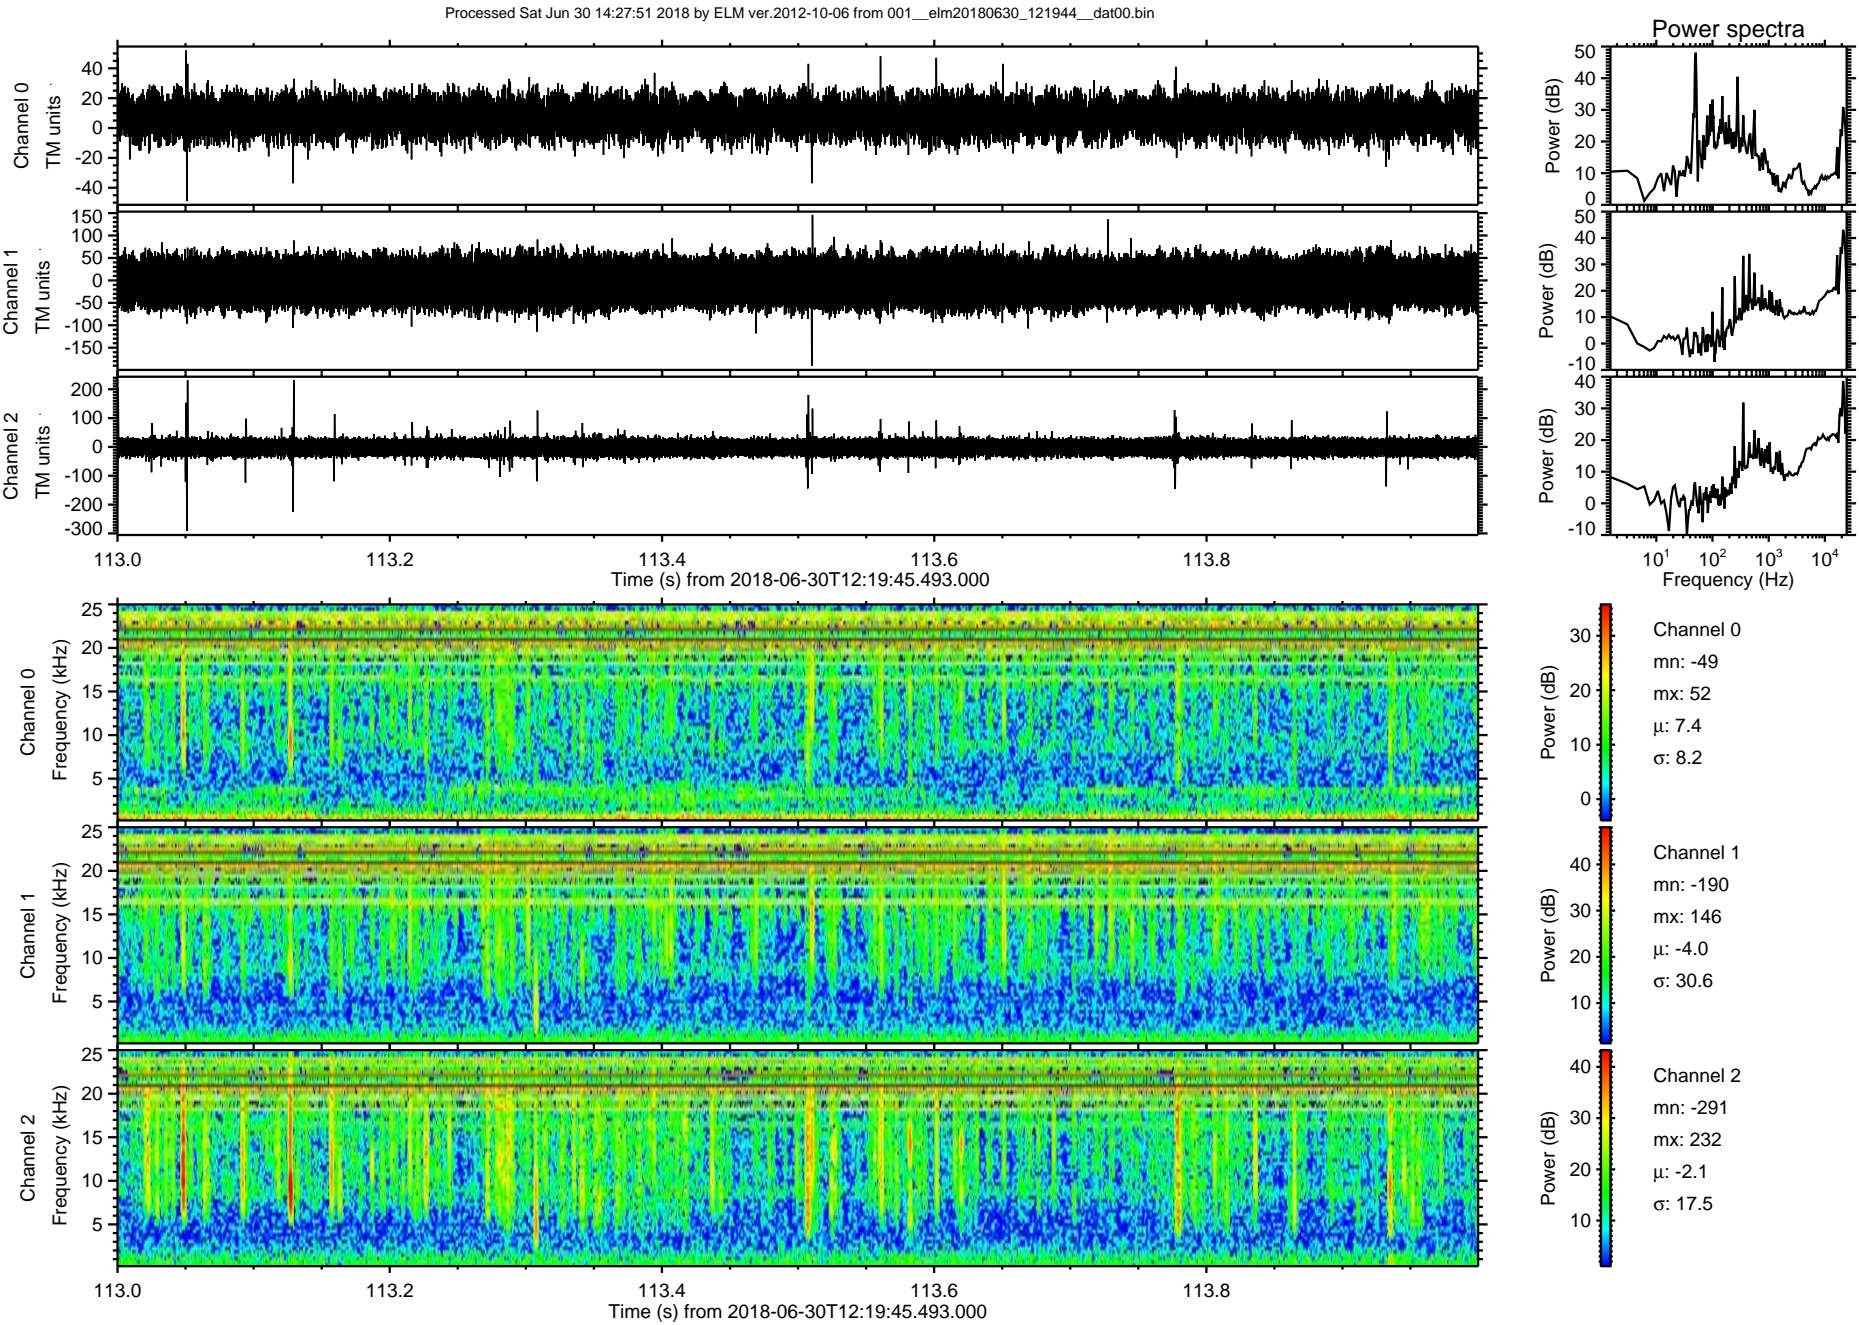 Processed Sat Jun 30 14:27:51 2018 by ELM ver.2012-10-06 from 001__elm20180630_121944__dat00.bin
Power spectra
Channel 0
TM units
40
20
0
-20
-40
Power (dB)
50
40
30
20
10
0
Channel 1
TM units
150
100
50
0
-50
-100
-150
Power (dB)
50
40
30
20
10
0
-10
Channel 2
TM units
200
100
0
-100
-200
-300
Power (dB)
40
30
20
10
0
-10
113.0 113.2 113.4 113.6 113.8
Time (s) from 2018-06-30T12:19:45.493.000
10¹ 10² 10³ 10⁴
Frequency (Hz)
Channel 0
Frequency (kHz)
25
20
15
10
5
Power (dB)
30
20
10
0
Channel 0
mn: -49
mx: 52
μ: 7.4
σ: 8.2
Channel 1
Frequency (kHz)
25
20
15
10
5
Power (dB)
40
30
20
10
Channel 1
mn: -190
mx: 146
μ: -4.0
σ: 30.6
Channel 2
Frequency (kHz)
25
20
15
10
5
Power (dB)
40
30
20
10
Channel 2
mn: -291
mx: 232
μ: -2.1
σ: 17.5
113.0 113.2 113.4 113.6 113.8
Time (s) from 2018-06-30T12:19:45.493.000